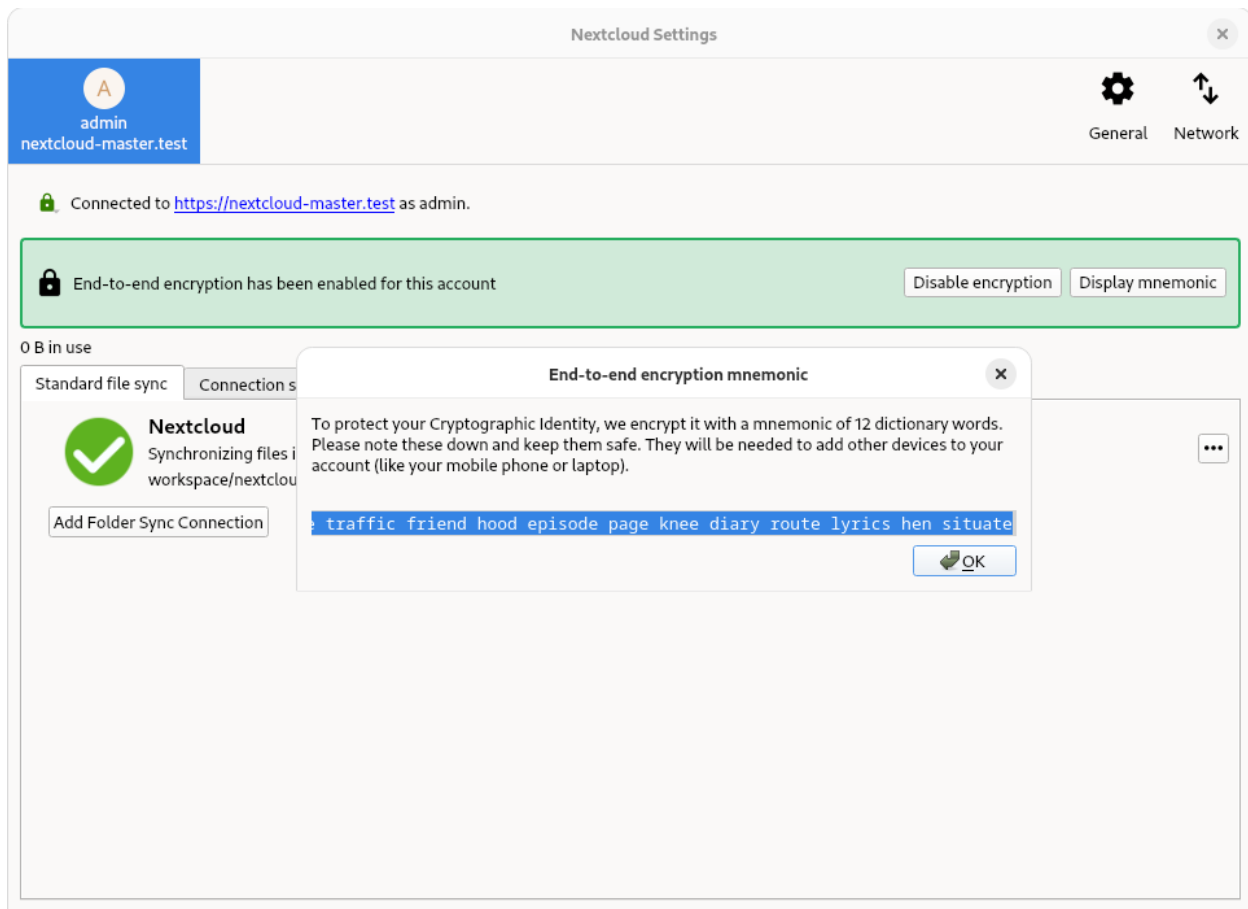 Nextcloud Settings
A
admin
nextcloud-master.test
General
Network
Connected to https://nextcloud-master.test as admin.
End-to-end encryption has been enabled for this account
Disable encryption
Display mnemonic
0 B in use
Standard file sync
Connection s
Nextcloud
Synchronizing files i
workspace/nextclou
Add Folder Sync Connection
End-to-end encryption mnemonic
To protect your Cryptographic Identity, we encrypt it with a mnemonic of 12 dictionary words.
Please note these down and keep them safe. They will be needed to add other devices to your
account (like your mobile phone or laptop).
traffic friend hood episode page knee diary route lyrics hen situate
OK